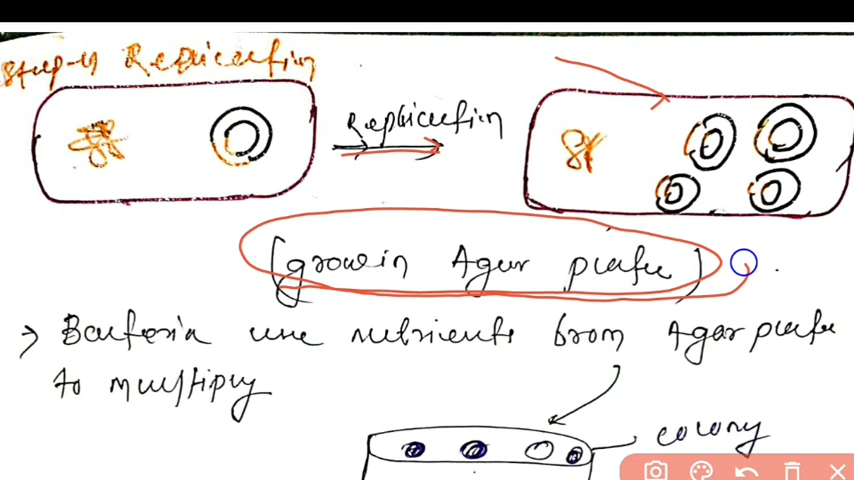 Step-4 Replication
Replication
(grow in Agar plate)
→ Bacteria use nutrients from Agar plate
to multiply
colony